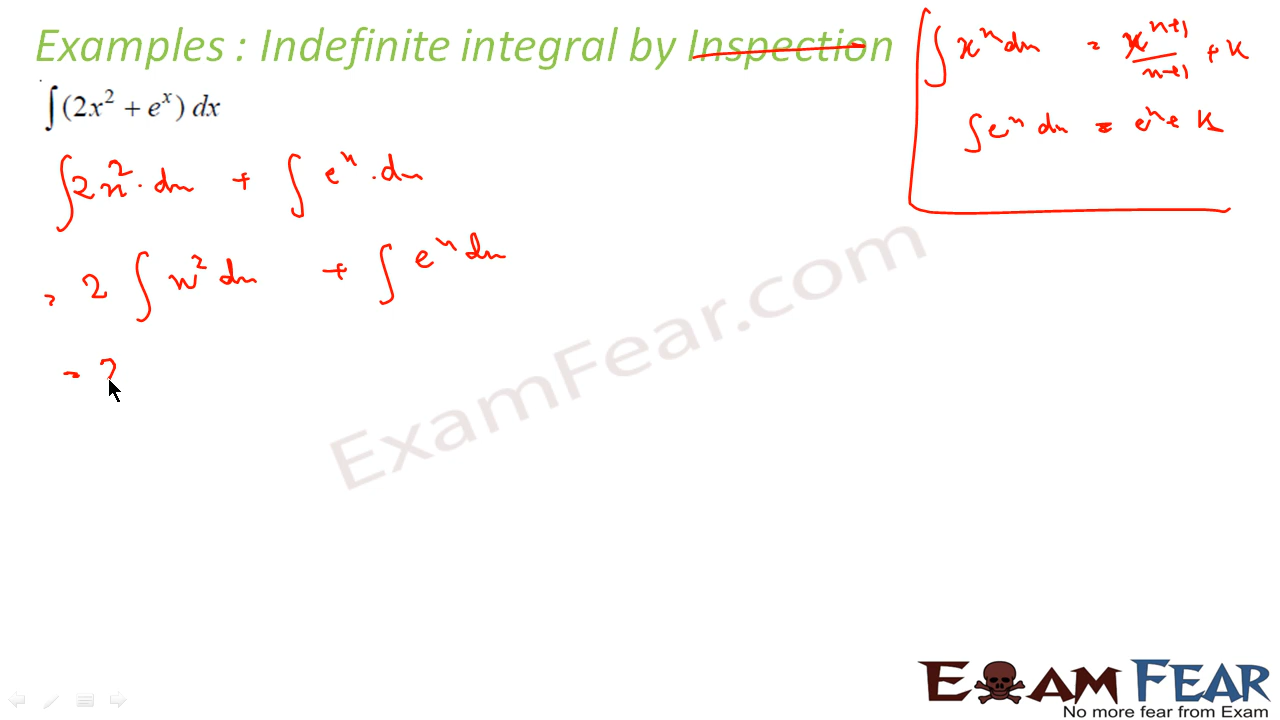 Examples : Indefinite integral by Inspection
∫(2x² + eˣ) dx
∫2x² · dx + ∫ eˣ · dx
= 2 ∫ x² dx + ∫ eˣ dx
= 2
∫ xⁿ dx = xⁿ⁺¹/n+1 + k
∫ eˣ dx = eˣ + k
ExamFear.com
EXAM FEAR
No more fear from Exam